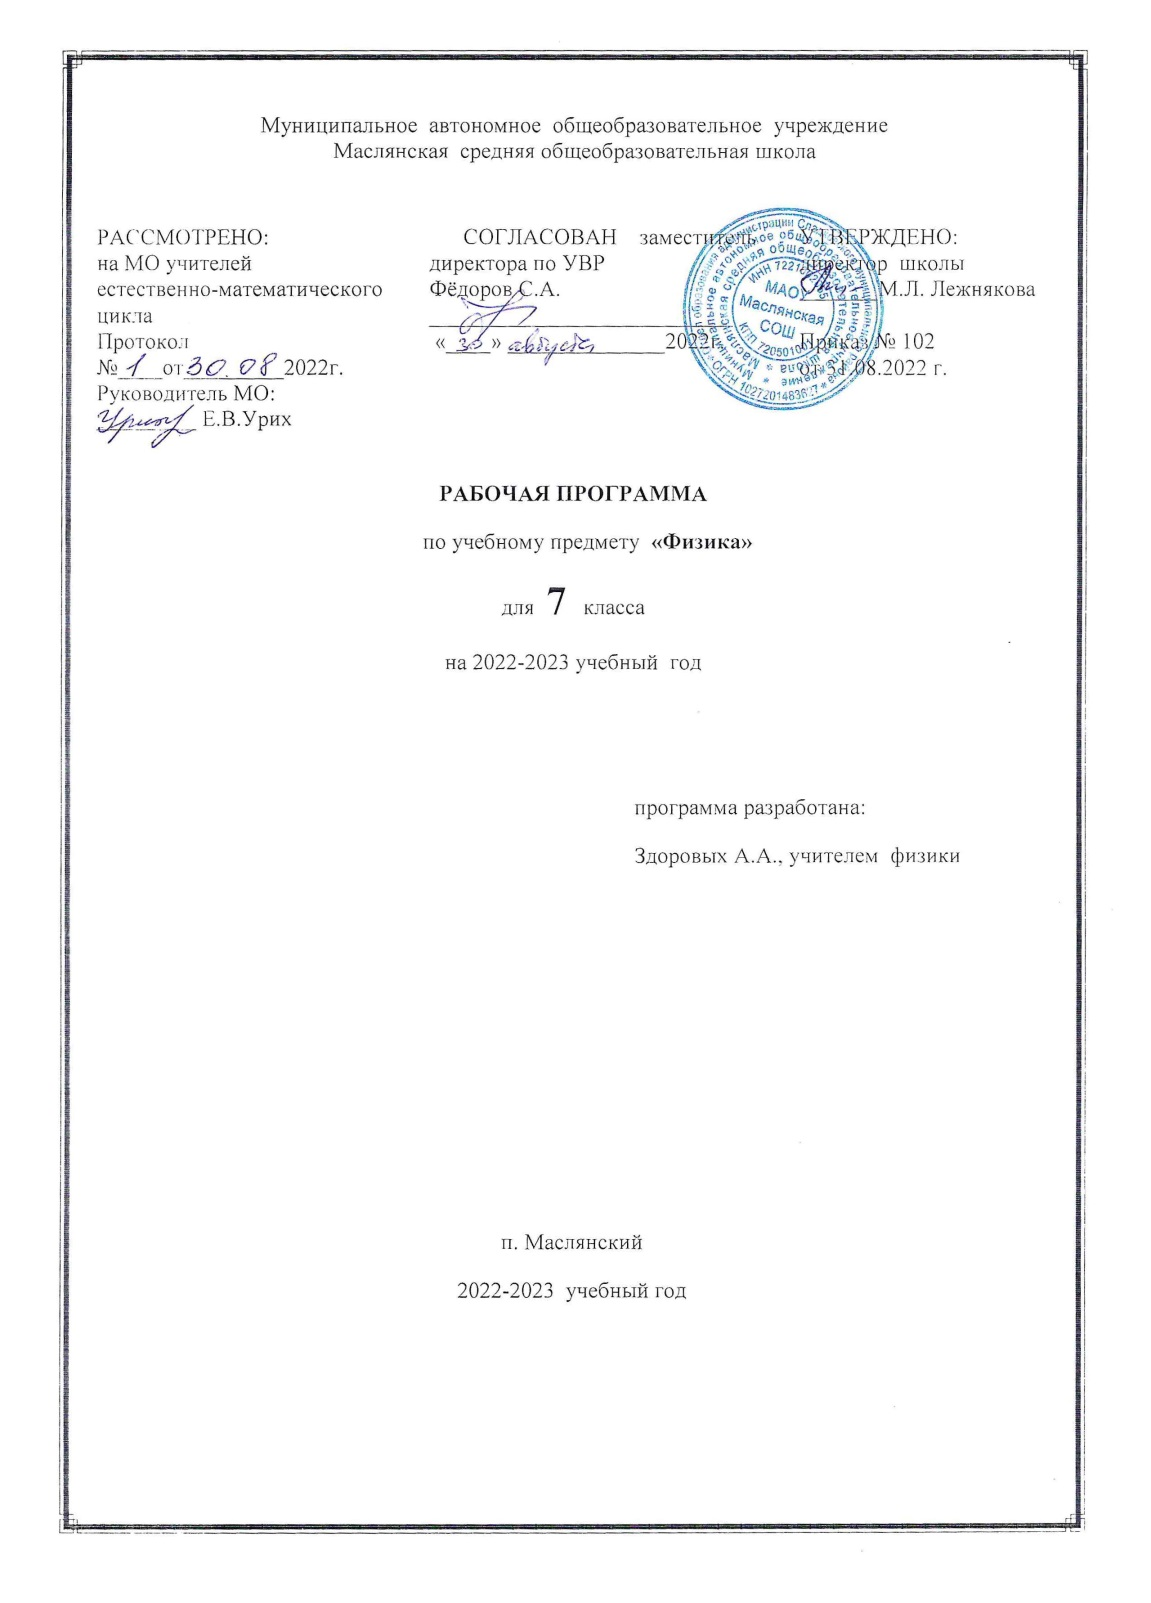 Муниципальное автономное общеобразовательное учреждение
Маслянская средняя общеобразовательная школа
РАССМОТРЕНО:
на МО учителей
естественно-математического
цикла
Протокол
№ 1 от 30.08 2022г.
Руководитель МО:
Е.В.Урих
СОГЛАСОВАН заместитель
директора по УВР
Фёдоров С.А.
« 30 » августа 2022г.
УТВЕРЖДЕНО:
директор школы
М.Л. Лежнякова
Приказ № 102
от 31.08.2022 г.
МАОУ
Маслянская
СОШ
РАБОЧАЯ ПРОГРАММА
по учебному предмету «Физика»
для 7 класса
на 2022-2023 учебный год
программа разработана:
Здоровых А.А., учителем физики
п. Маслянский
2022-2023 учебный год